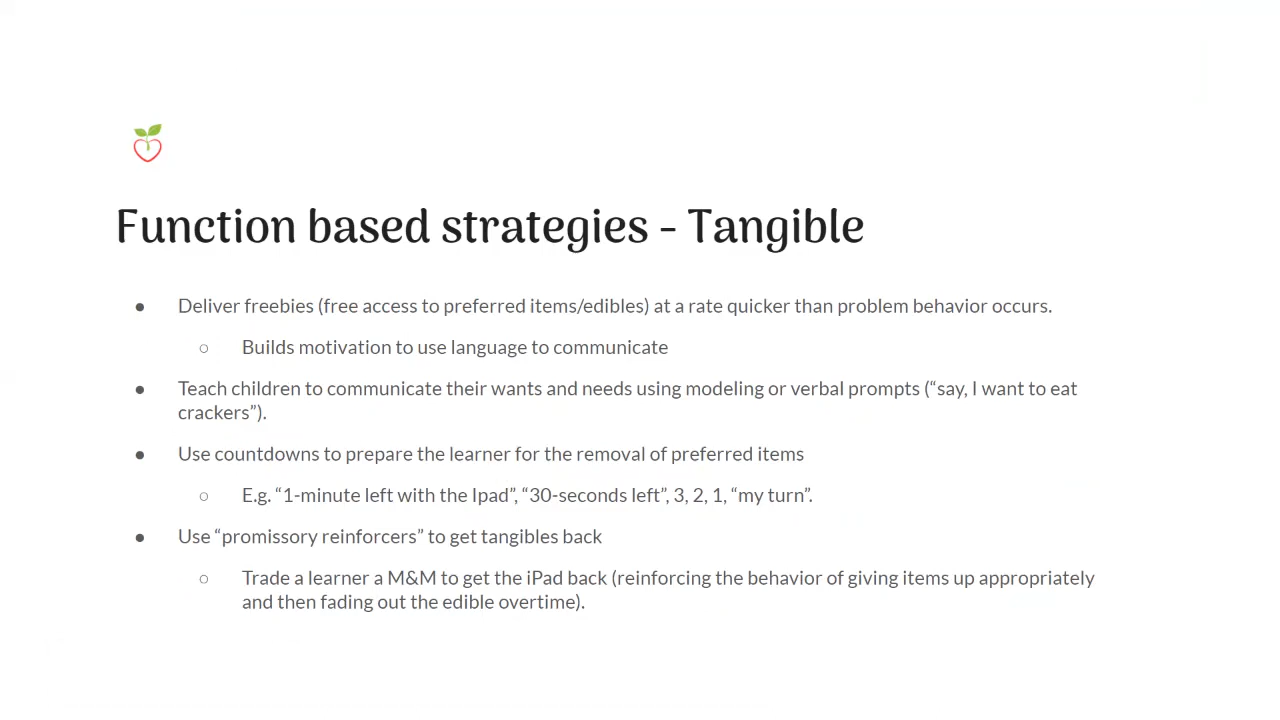 Function based strategies - Tangible
● Deliver freebies (free access to preferred items/edibles) at a rate quicker than problem behavior occurs.
○ Builds motivation to use language to communicate
● Teach children to communicate their wants and needs using modeling or verbal prompts (“say, I want to eat
crackers”).
● Use countdowns to prepare the learner for the removal of preferred items
○ E.g. “1-minute left with the Ipad”, “30-seconds left”, 3, 2, 1, “my turn”.
● Use “promissory reinforcers” to get tangibles back
○ Trade a learner a M&M to get the iPad back (reinforcing the behavior of giving items up appropriately
and then fading out the edible overtime).